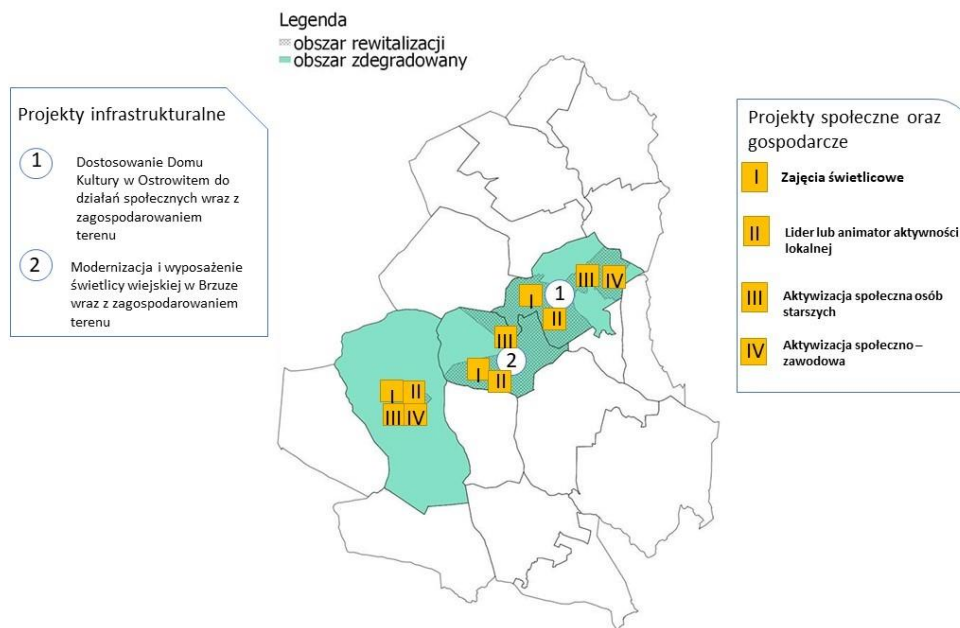 Legenda
obszar rewitalizacji
obszar zdegradowany
Projekty infrastrukturalne
1
Dostosowanie Domu
Kultury w Ostrowitem do
działań społecznych wraz z
zagospodarowaniem
terenu
2
Modernizacja i wyposażenie
świetlicy wiejskiej w Brzuze
wraz z zagospodarowaniem
terenu
Projekty społeczne oraz
gospodarcze
I
Zajęcia świetlicowe
II
Lider lub animator aktywności
lokalnej
III
Aktywizacja społeczna osób
starszych
IV
Aktywizacja społeczno –
zawodowa
III IV
I 1
II
III
2
I
II
I II
III IV